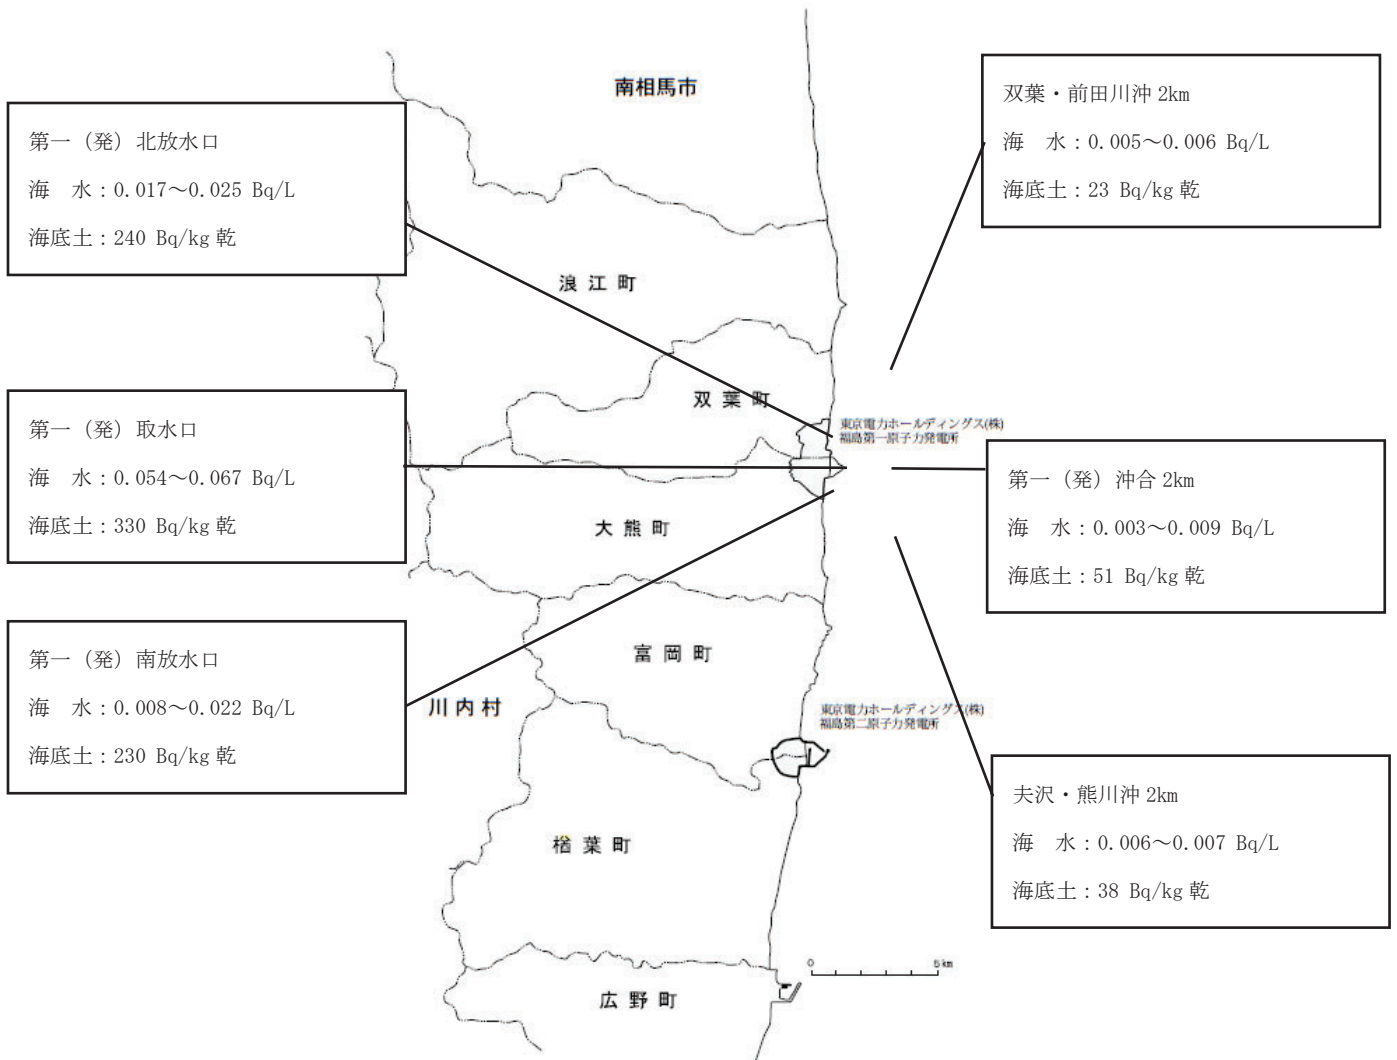 南相馬市
双葉・前田川沖 2km
海　水：0.005～0.006 Bq/L
海底土：23 Bq/kg 乾
第一（発）北放水口
海　水：0.017～0.025 Bq/L
海底土：240 Bq/kg 乾
浪 江 町
双 葉 町
東京電力ホールディングス(株)
福島第一原子力発電所
第一（発）取水口
海　水：0.054～0.067 Bq/L
海底土：330 Bq/kg 乾
第一（発）沖合 2km
海　水：0.003～0.009 Bq/L
海底土：51 Bq/kg 乾
大 熊 町
第一（発）南放水口
海　水：0.008～0.022 Bq/L
海底土：230 Bq/kg 乾
富 岡 町
川 内 村
東京電力ホールディングス(株)
福島第二原子力発電所
夫沢・熊川沖 2km
海　水：0.006～0.007 Bq/L
海底土：38 Bq/kg 乾
楢 葉 町
0 5km
広 野 町